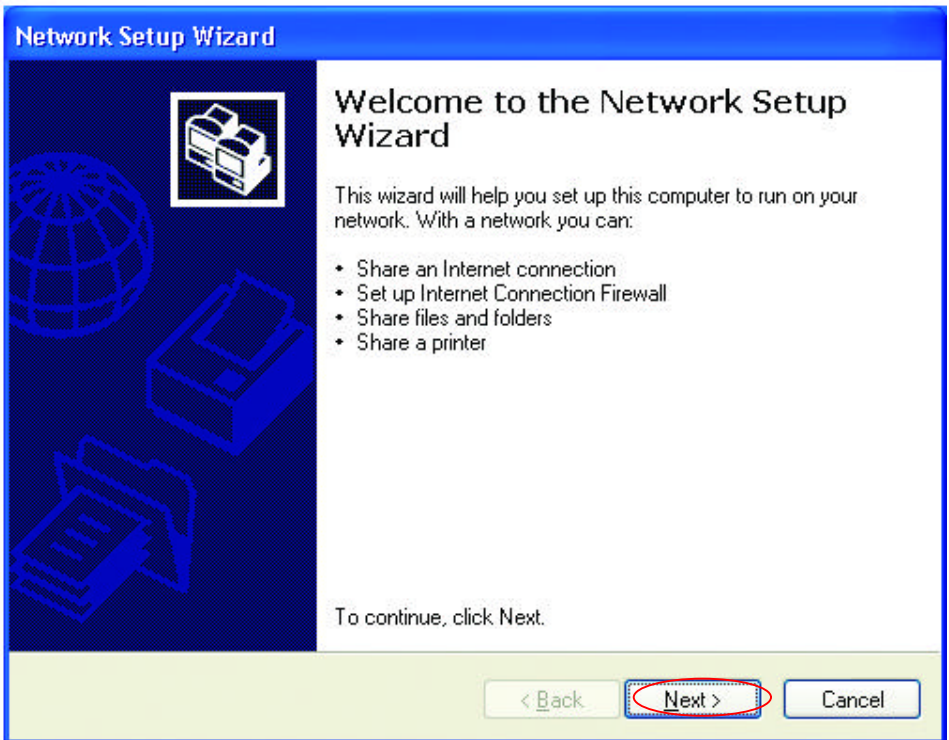 Network Setup Wizard
Welcome to the Network Setup
Wizard
This wizard will help you set up this computer to run on your
network. With a network you can:
• Share an Internet connection
• Set up Internet Connection Firewall
• Share files and folders
• Share a printer
To continue, click Next.
< Back Next > Cancel